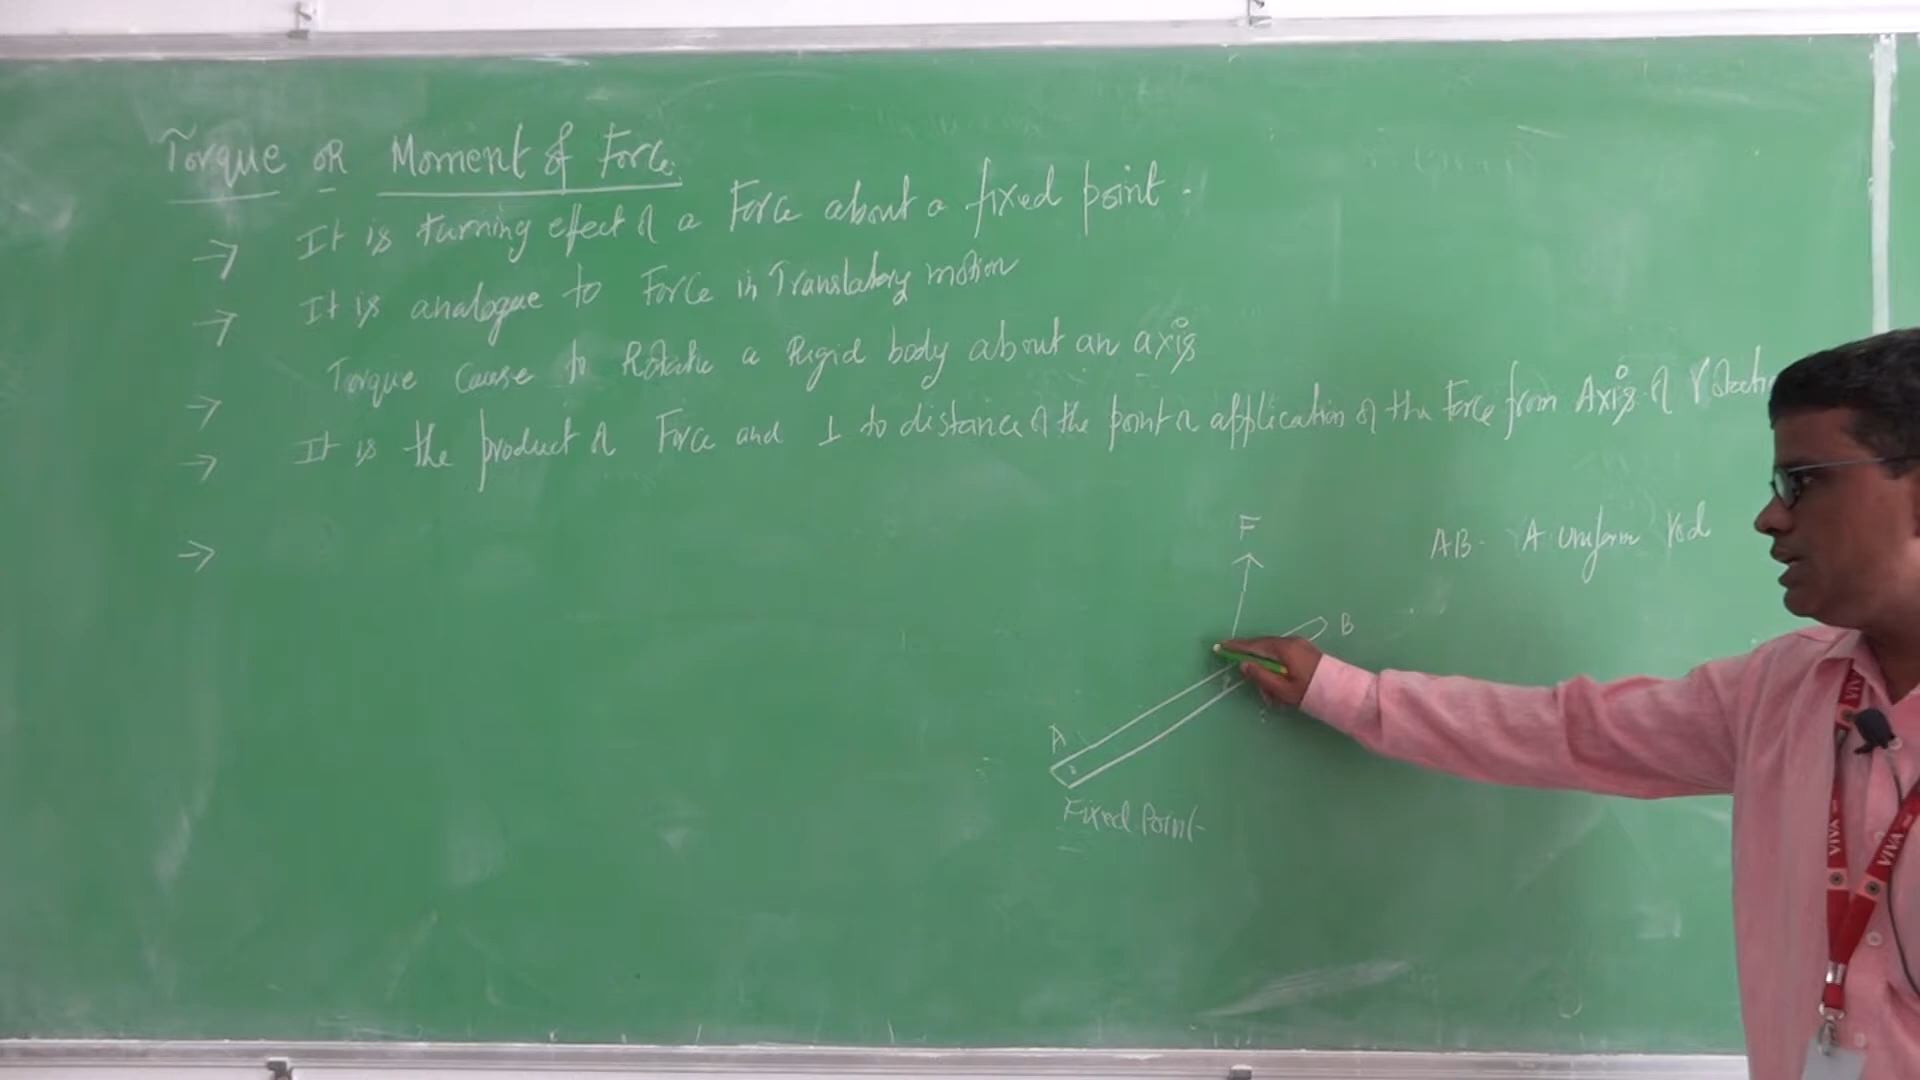 Torque OR Moment of Force.
→ It is turning effect of a Force about a fixed point.
→ It is analogue to Force in Translatory motion
→ Torque cause to Rotate a Rigid body about an axis
→ It is the product of Force and ⊥ to distance of the point of application of the Force from Axis of rotation
→
F
AB - A uniform rod
B
A
Fixed Point
VIVA
VIVA
VIVA